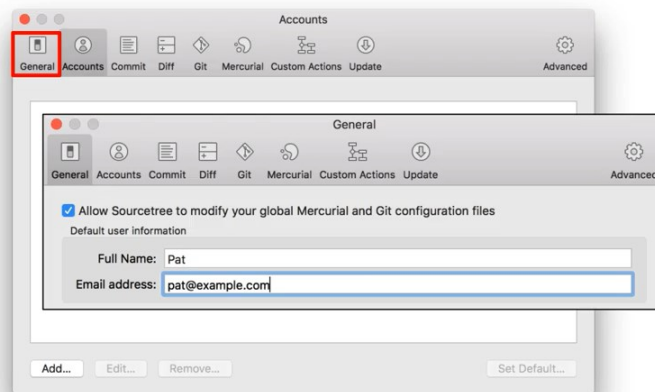 Accounts
General Accounts Commit Diff Git Mercurial Custom Actions Update Advanced
General
General Accounts Commit Diff Git Mercurial Custom Actions Update Advanced
Allow Sourcetree to modify your global Mercurial and Git configuration files
Default user information
Full Name: Pat
Email address: pat@example.com
Add... Edit... Remove... Set Default...